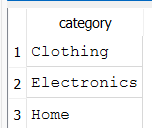 category
1 Clothing
2 Electronics
3 Home